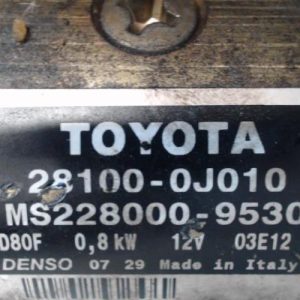 TOYOTA
28100-0J010
MS228000-9530
D80F 0,8 kW 12V 03E12
DENSO 07 29 Made in Italy